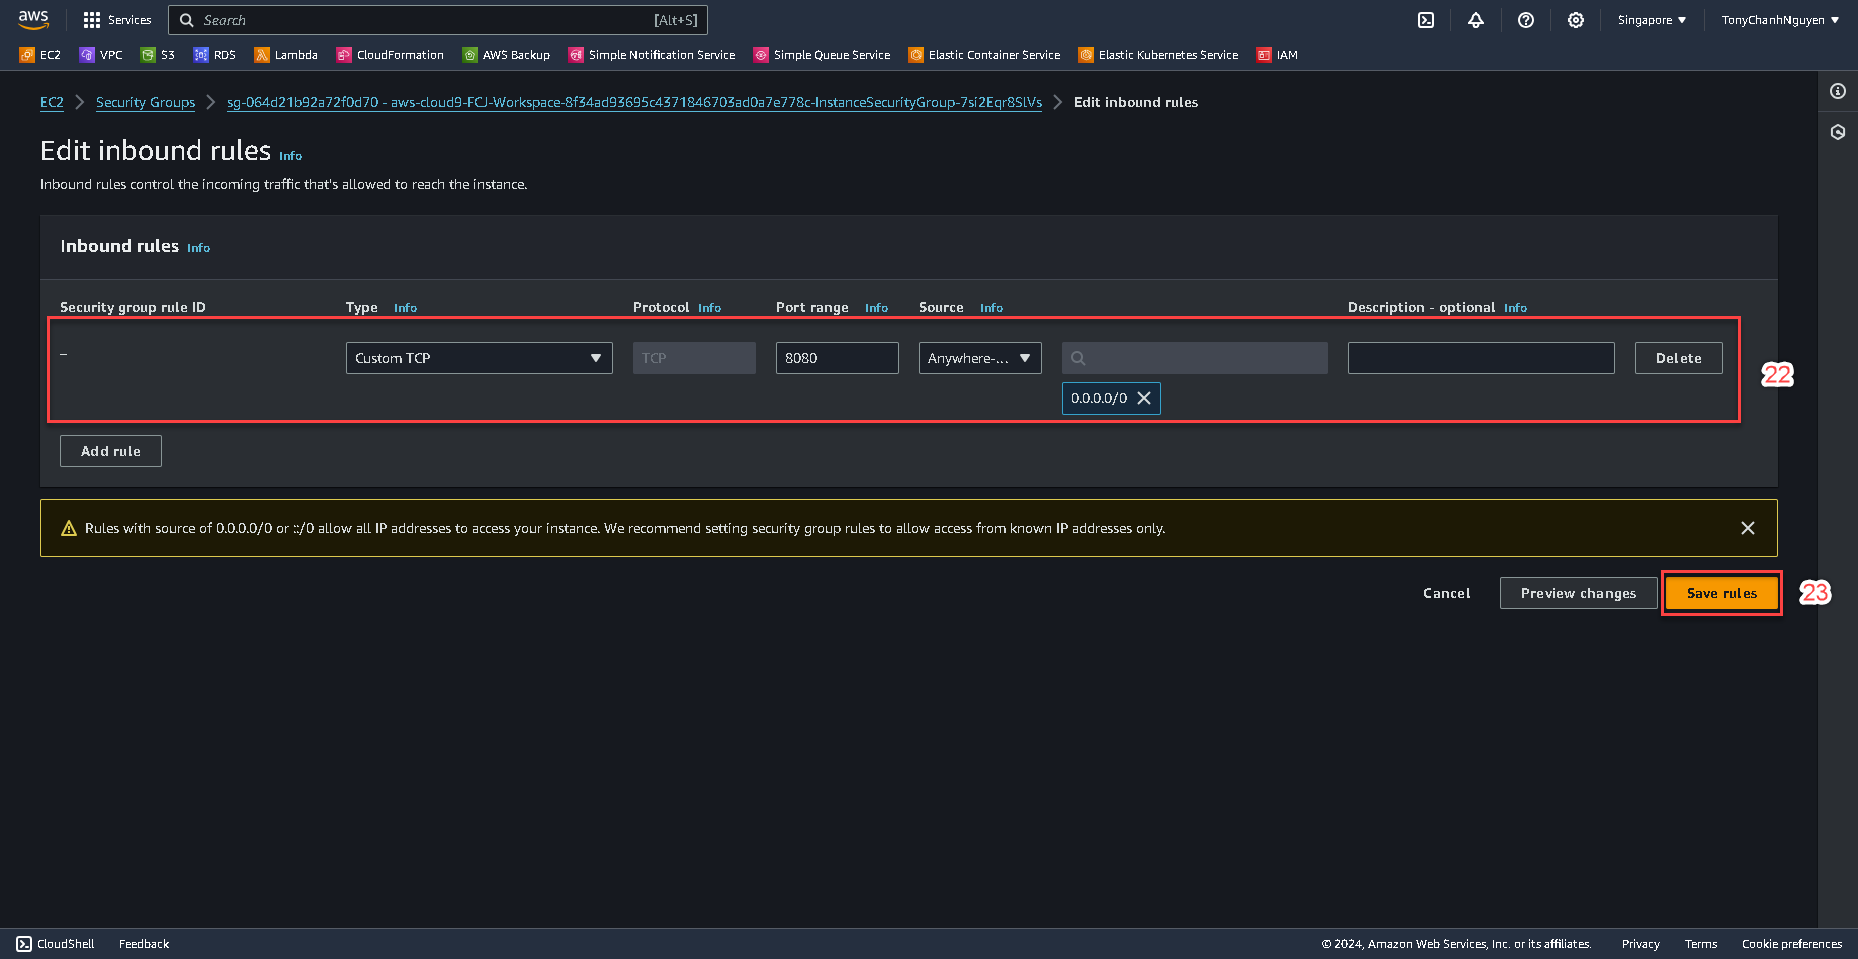 aws Services Search [Alt+S] Singapore TonyChanhNguyen
EC2 VPC S3 RDS Lambda CloudFormation AWS Backup Simple Notification Service Simple Queue Service Elastic Container Service Elastic Kubernetes Service IAM
EC2 Security Groups sg-064d21b92a72f0d70 - aws-cloud9-FCJ-Workspace-8f34ad93695c4371846703ad0a7e778c-InstanceSecurityGroup-7si2Eqr8SlVs Edit inbound rules
Edit inbound rules Info
Inbound rules control the incoming traffic that's allowed to reach the instance.
Inbound rules Info
Security group rule ID Type Info Protocol Info Port range Info Source Info Description - optional Info
– Custom TCP TCP 8080 Anywhere-... Delete
22
0.0.0.0/0
Add rule
Rules with source of 0.0.0.0/0 or ::/0 allow all IP addresses to access your instance. We recommend setting security group rules to allow access from known IP addresses only.
Cancel Preview changes Save rules 23
CloudShell Feedback © 2024, Amazon Web Services, Inc. or its affiliates. Privacy Terms Cookie preferences